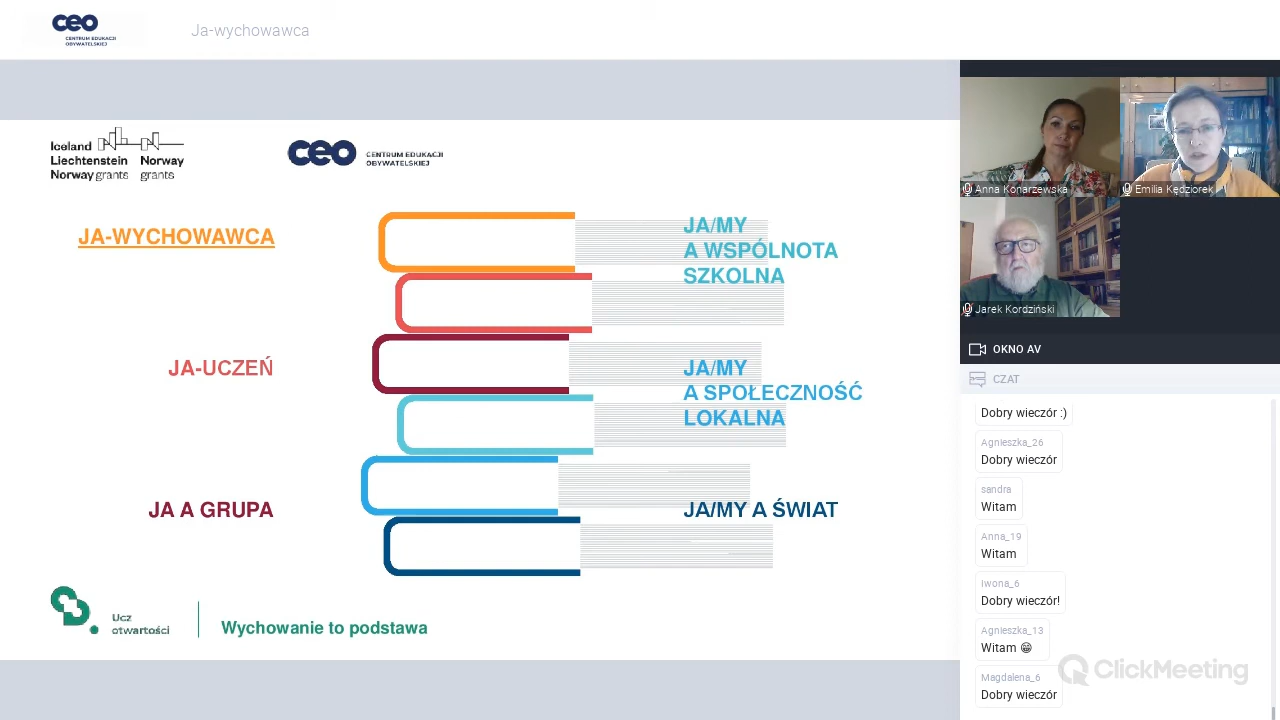 ceo
CENTRUM EDUKACJI
OBYWATELSKIEJ
Ja-wychowawca
Iceland
Liechtenstein
Norway grants
Norway
grants
ceo
CENTRUM EDUKACJI
OBYWATELSKIEJ
JA-WYCHOWAWCA
JA-UCZEŃ
JA A GRUPA
JA/MY
A WSPÓLNOTA
SZKOLNA
JA/MY
A SPOŁECZNOŚĆ
LOKALNA
JA/MY A ŚWIAT
Ucz
otwartości
Wychowanie to podstawa
Anna Konarzewska
Emilia Kędziorek
Jarek Kordziński
OKNO AV
CZAT
Dobry wieczór :)
Agnieszka_26
Dobry wieczór
sandra
Witam
Anna_19
Witam
Iwona_6
Dobry wieczór!
Agnieszka_13
Witam 😁
Magdalena_6
Dobry wieczór
ClickMeeting